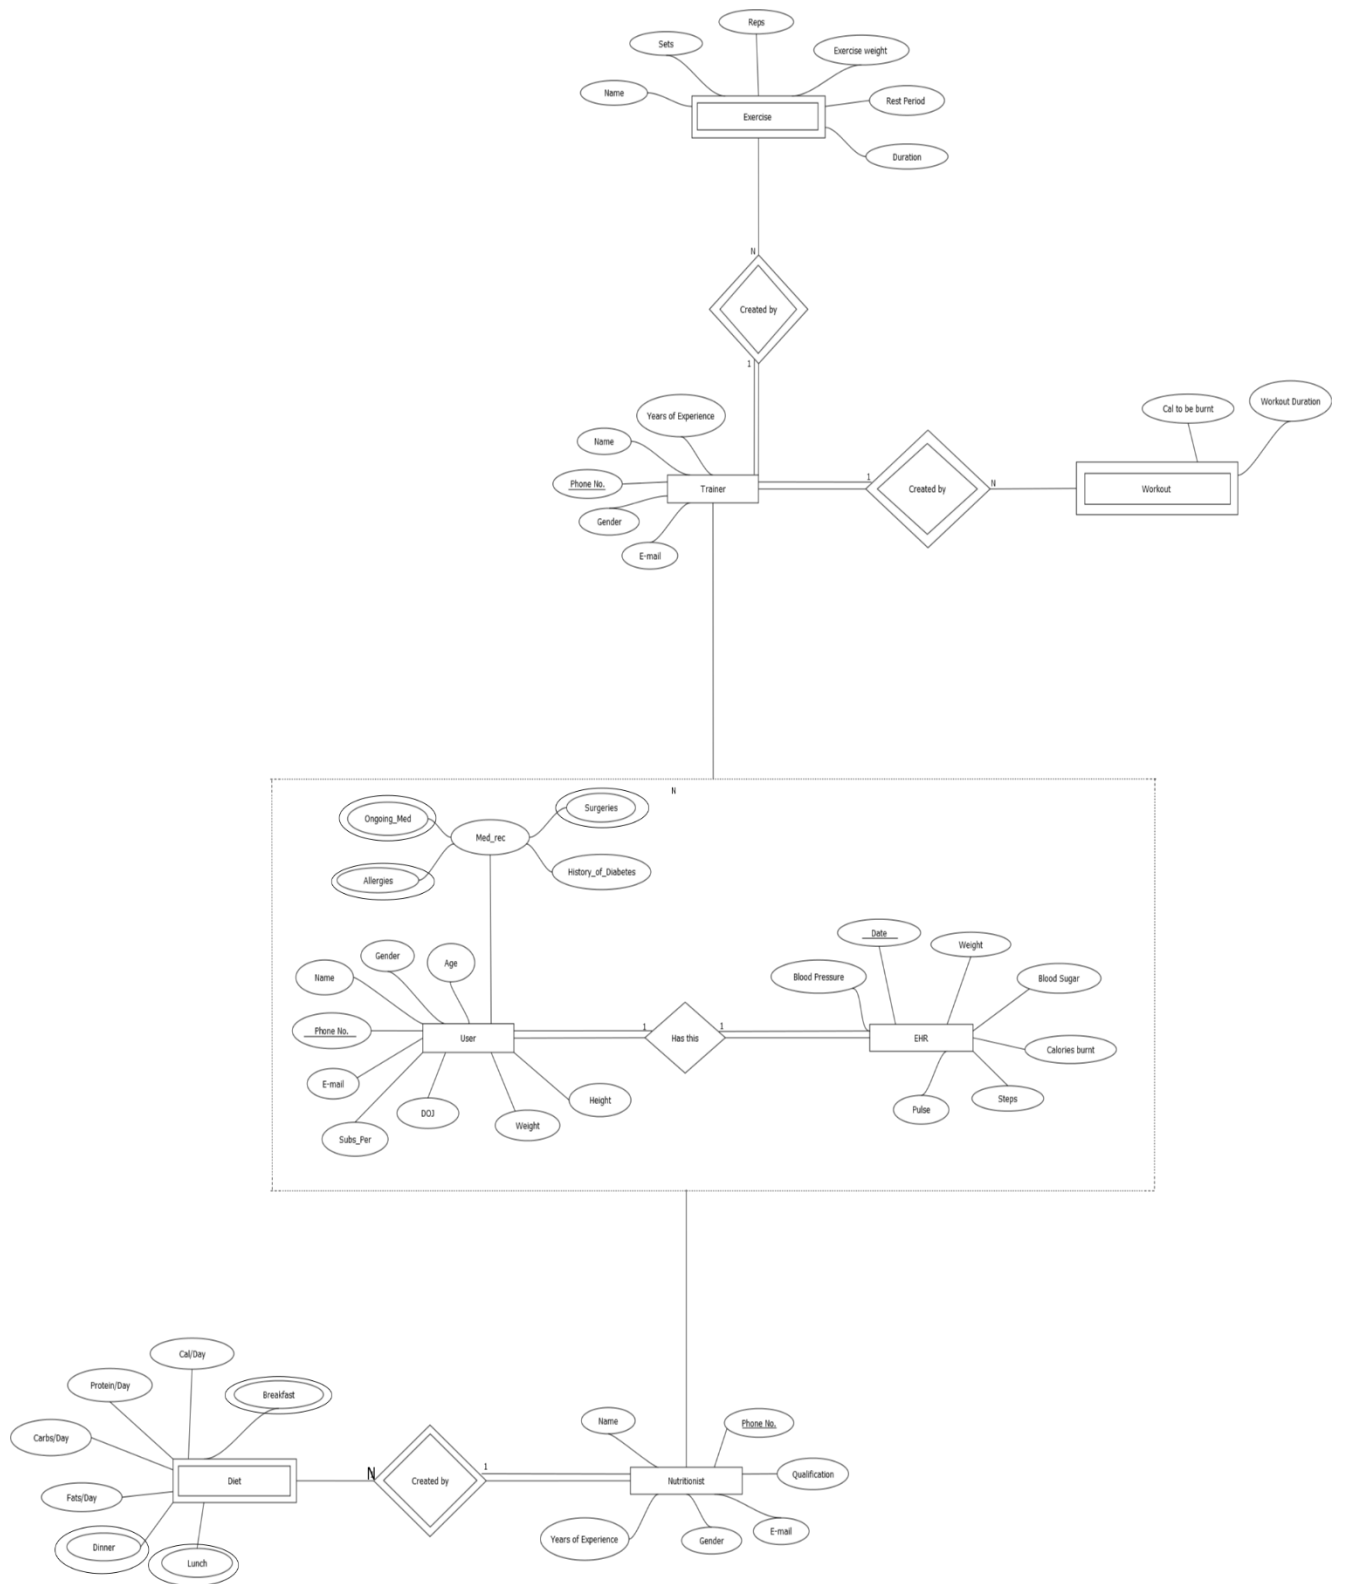 Reps
Sets
Exercise weight
Name
Rest Period
Exercise
Duration
N
Created by
1
Years of Experience
Cal to be burnt
Workout Duration
Name
Phone No.
Trainer
1
Created by
N
Workout
Gender
E-mail
N
Ongoing_Med
Surgeries
Med_rec
Allergies
History_of_Diabetes
Date
Weight
Gender
Age
Name
Blood Pressure
Blood Sugar
Phone No.
User
1
Has this
1
EHR
Calories burnt
E-mail
Height
Steps
DOJ
Pulse
Weight
Subs_Per
Cal/Day
Protein/Day
Breakfast
Name
Phone No.
Carbs/Day
N
1
Diet
Created by
Nutritionist
Qualification
Fats/Day
Years of Experience
Gender
E-mail
Dinner
Lunch